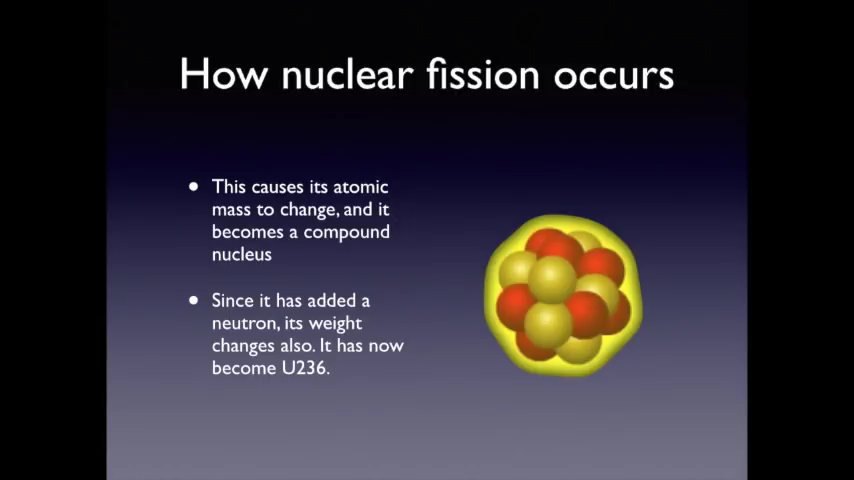 How nuclear fission occurs
• This causes its atomic
mass to change, and it
becomes a compound
nucleus
• Since it has added a
neutron, its weight
changes also. It has now
become U236.